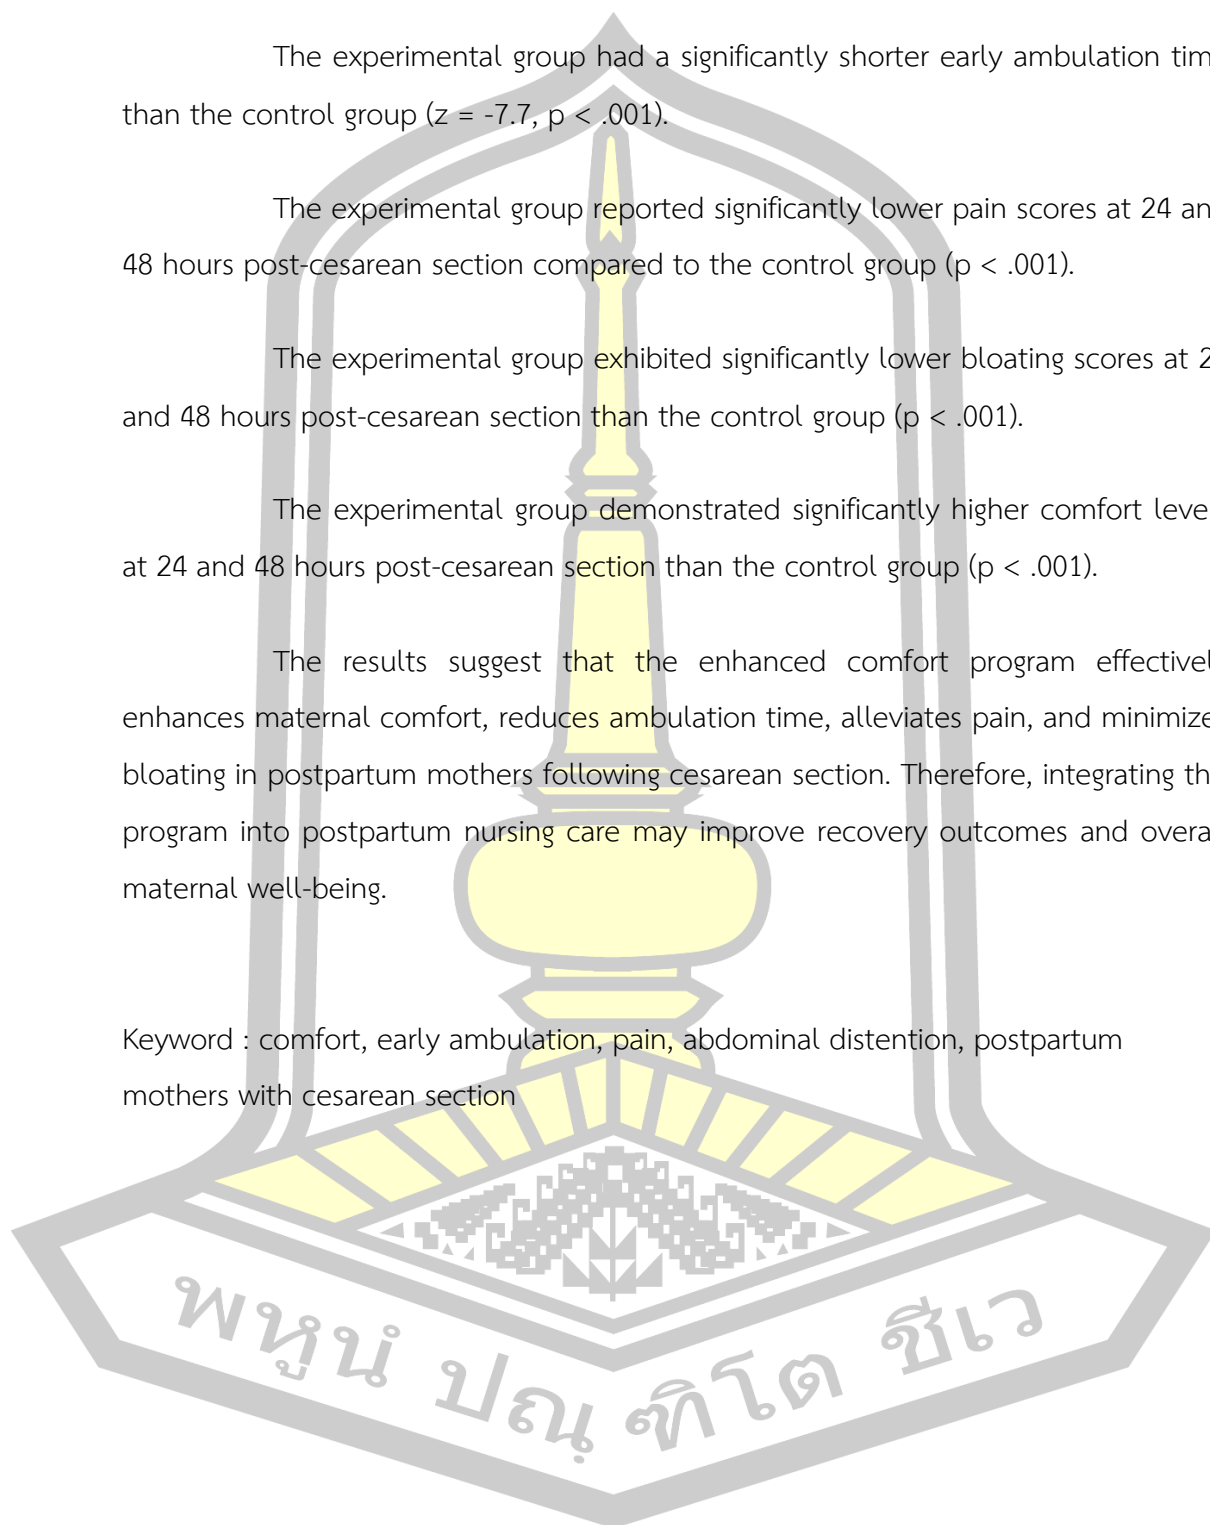 The experimental group had a significantly shorter early ambulation tim
than the control group (z = -7.7, p < .001).
The experimental group reported significantly lower pain scores at 24 an
48 hours post-cesarean section compared to the control group (p < .001).
The experimental group exhibited significantly lower bloating scores at 2
and 48 hours post-cesarean section than the control group (p < .001).
The experimental group demonstrated significantly higher comfort leve
at 24 and 48 hours post-cesarean section than the control group (p < .001).
The results suggest that the enhanced comfort program effectivel
enhances maternal comfort, reduces ambulation time, alleviates pain, and minimize
bloating in postpartum mothers following cesarean section. Therefore, integrating th
program into postpartum nursing care may improve recovery outcomes and overa
maternal well-being.
Keyword : comfort, early ambulation, pain, abdominal distention, postpartum
mothers with cesarean section
พหูนํ ปณฺ ฑิโต ชีเว